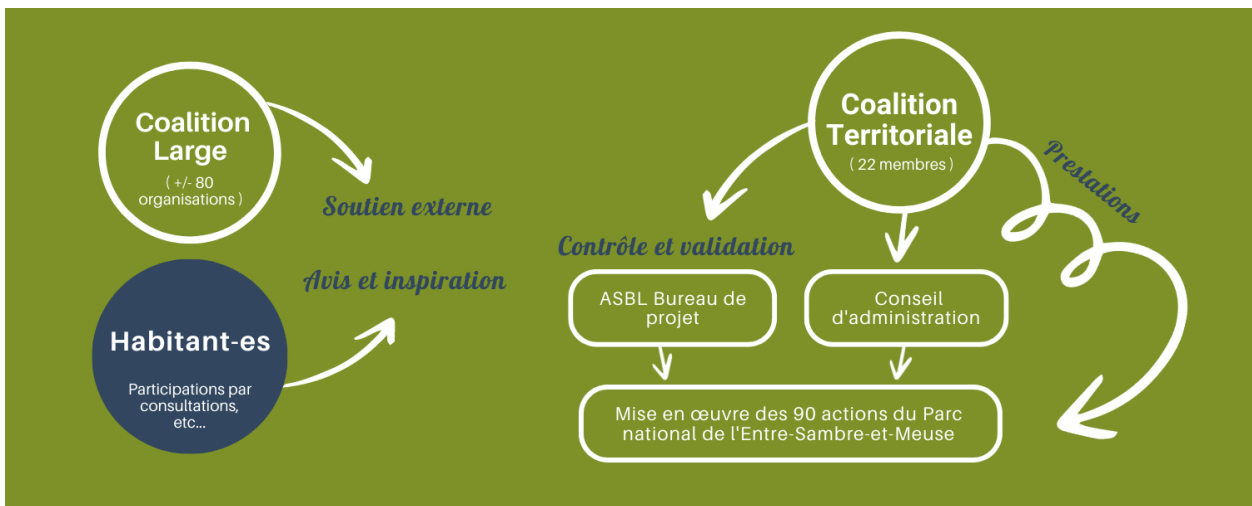 Coalition
Large
( +/- 80
organisations )
Soutien externe
Avis et inspiration
Habitant-es
Participations par
consultations,
etc...
Coalition
Territoriale
( 22 membres )
Prestations
Contrôle et validation
ASBL Bureau de
projet
Conseil
d'administration
Mise en œuvre des 90 actions du Parc
national de l'Entre-Sambre-et-Meuse